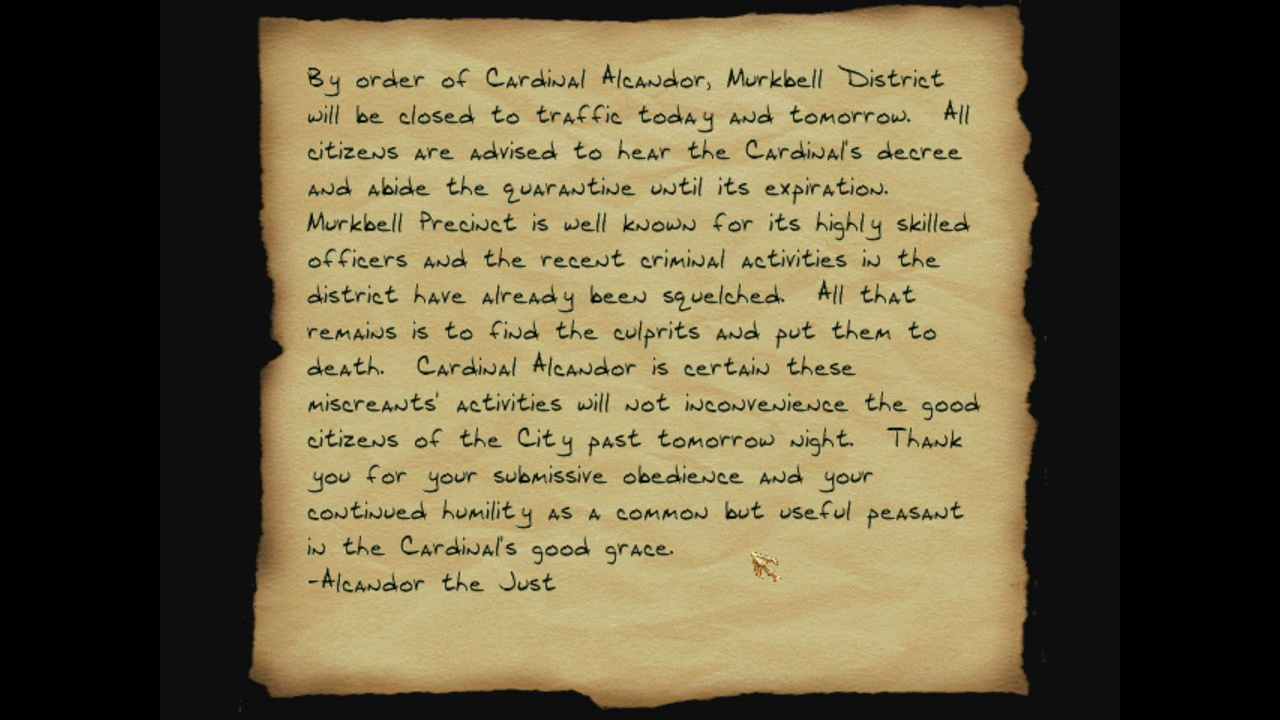 By order of Cardinal Alcandor, Murkbell District
will be closed to traffic today and tomorrow. All
citizens are advised to hear the Cardinal's decree
and abide the quarantine until its expiration.
Murkbell Precinct is well known for its highly skilled
officers and the recent criminal activities in the
district have already been squelched. All that
remains is to find the culprits and put them to
death. Cardinal Alcandor is certain these
miscreants' activities will not inconvenience the good
citizens of the City past tomorrow night. Thank
you for your submissive obedience and your
continued humility as a common but useful peasant
in the Cardinal's good grace.
-Alcandor the Just